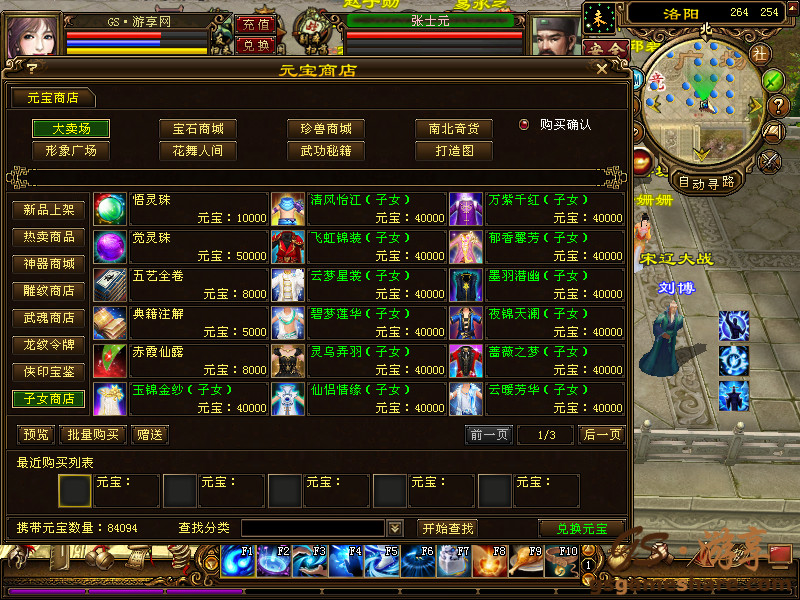 GS·游享网
充值
兑换
张士元
安全
洛阳
264 254
北
社
自动寻路
元宝商店
元宝商店
大卖场
宝石商城
珍兽商城
南北奇货
购买确认
形象广场
花舞人间
武功秘籍
打造图
新品上架
热卖商品
神器商城
雕纹商店
武魂商店
龙纹令牌
侠印宝鉴
子女商店
悟灵珠
元宝：10000
清风怡江（子女）
元宝：40000
万紫千红（子女）
元宝：40000
觉灵珠
元宝：50000
飞虹锦装（子女）
元宝：40000
郁香馨芳（子女）
元宝：40000
五艺全卷
元宝：8000
云梦星裳（子女）
元宝：40000
墨羽潜幽（子女）
元宝：40000
典籍注解
元宝：5000
碧梦莲华（子女）
元宝：40000
夜锦天澜（子女）
元宝：40000
赤霞仙露
元宝：8000
灵鸟弄羽（子女）
元宝：40000
蔷薇之梦（子女）
元宝：40000
玉锦金纱（子女）
元宝：40000
仙侣情缘（子女）
元宝：40000
云暖芳华（子女）
元宝：40000
预览
批量购买
赠送
前一页
1/3
后一页
最近购买列表
元宝：
元宝：
元宝：
元宝：
元宝：
携带元宝数量：84094
查找分类
开始查找
兑换元宝
姗姗
宋辽大战
刘博
F1
F2
F3
F4
F5
F6
F7
F8
F9
F10
1
GS·游享